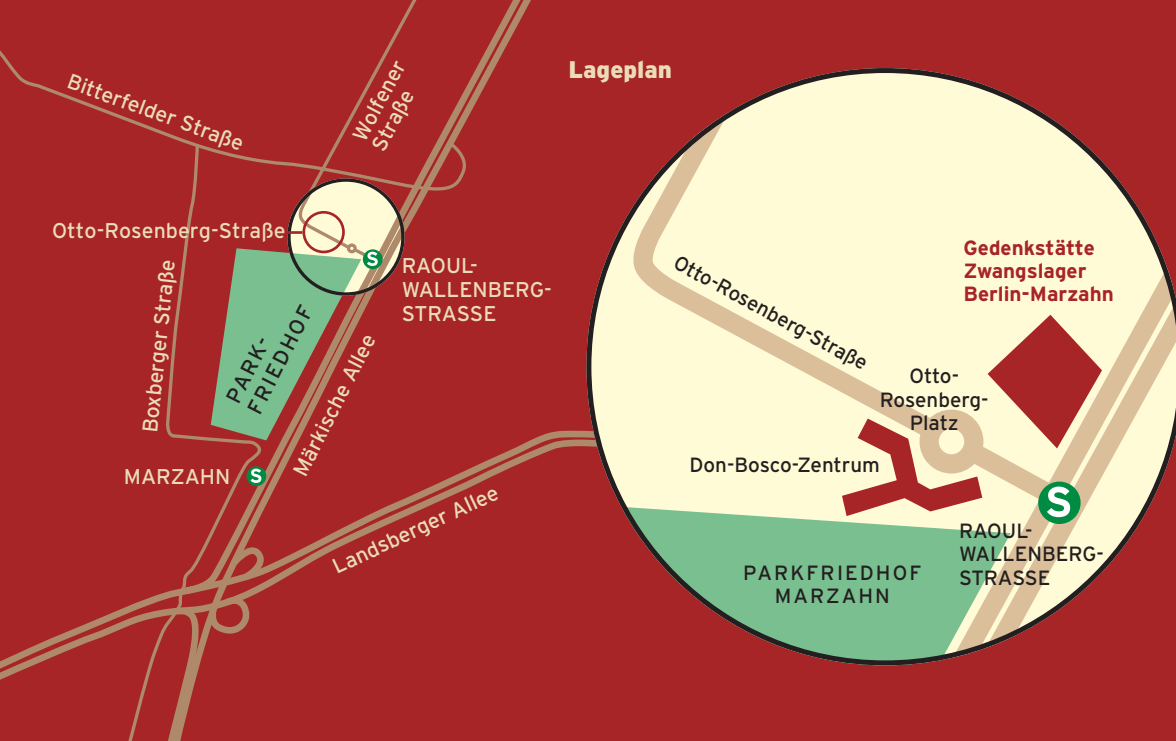 Lageplan
Bitterfelder Straße
Wolfener
Straße
Otto-Rosenberg-Straße
S
RAOUL-
WALLENBERG-
STRASSE
Boxberger Straße
PARK-
FRIEDHOF
Märkische Allee
MARZAHN
S
Landsberger Allee
Gedenkstätte
Zwangslager
Berlin-Marzahn
Otto-Rosenberg-Straße
Otto-
Rosenberg-
Platz
Don-Bosco-Zentrum
S
RAOUL-
WALLENBERG-
STRASSE
PARKFRIEDHOF
MARZAHN